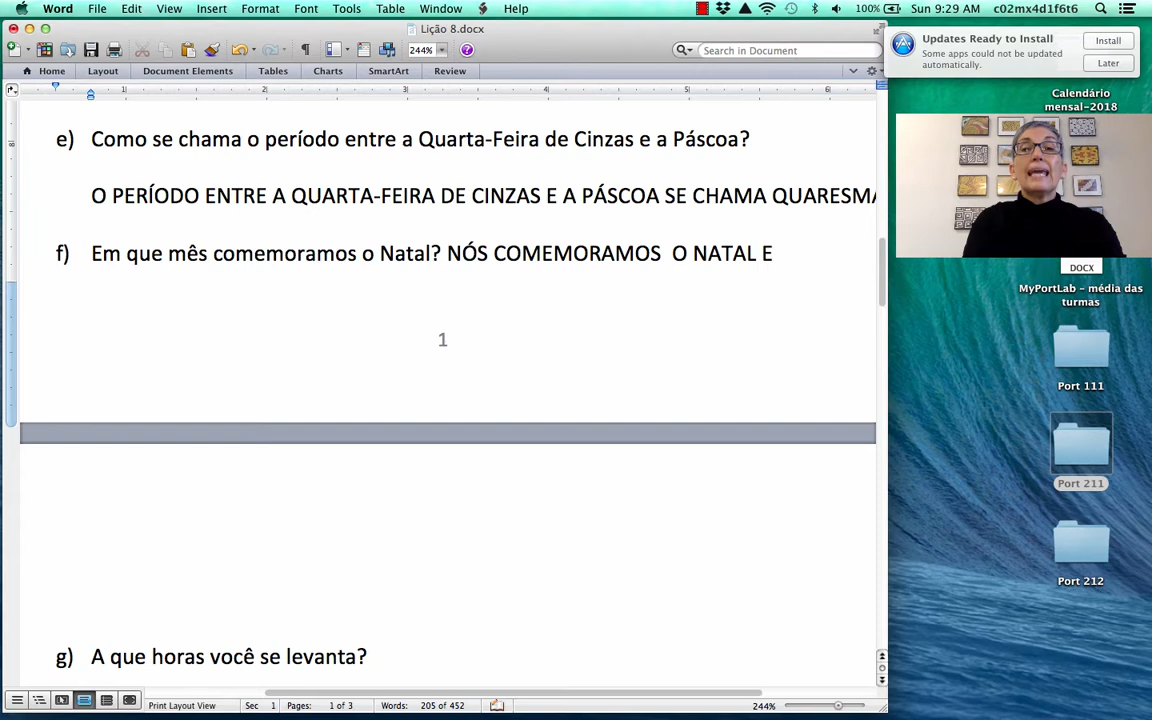 Word File Edit View Insert Format Font Tools Table Window Help 100% Sun 9:29 AM c02mx4d1f6t6
Lição 8.docx
244% Search in Document
Home Layout Document Elements Tables Charts SmartArt Review
Updates Ready to Install
Some apps could not be updated automatically.
Install
Later
Calendário
mensal-2018
e) Como se chama o período entre a Quarta-Feira de Cinzas e a Páscoa?
O PERÍODO ENTRE A QUARTA-FEIRA DE CINZAS E A PÁSCOA SE CHAMA QUARESMA
f) Em que mês comemoramos o Natal? NÓS COMEMORAMOS  O NATAL E
1
g) A que horas você se levanta?
DOCX
MyPortLab - média das
turmas
Port 111
Port 211
Port 212
Print Layout View Sec 1 Pages: 1 of 3 Words: 205 of 452 244%